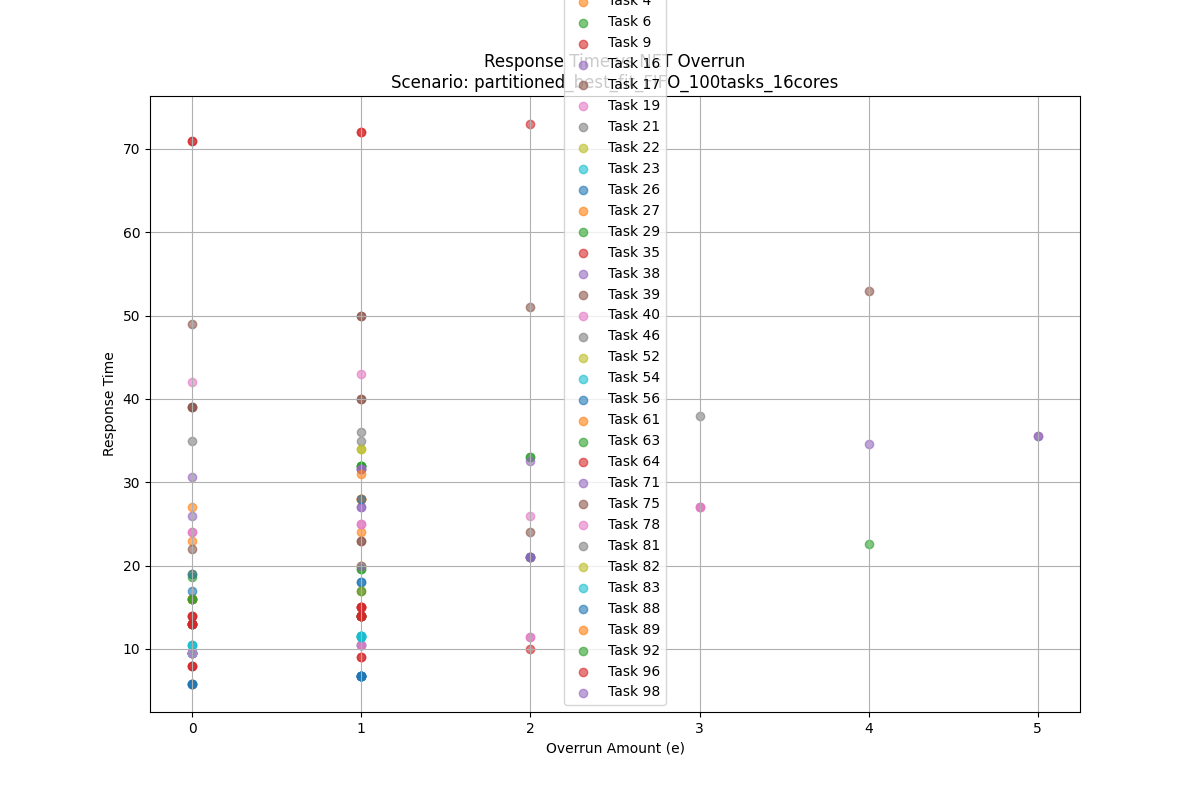 Task 4
Task 6
Task 9
Response Time vs NFT Overrun
Task 16
Scenario: partitioned_best_fit_FIFO_100tasks_16cores
Task 17
Task 19
Task 21
Task 22
Task 23
Task 26
Task 27
Task 29
Task 35
Task 38
Task 39
Task 40
Task 46
Task 52
Task 54
Task 56
Task 61
Task 63
Task 64
Task 71
Task 75
Task 78
Task 81
Task 82
Task 83
Task 88
Task 89
Task 92
Task 96
Task 98
70
60
50
40
30
20
10
Response Time
0 1 2 3 4 5
Overrun Amount (e)